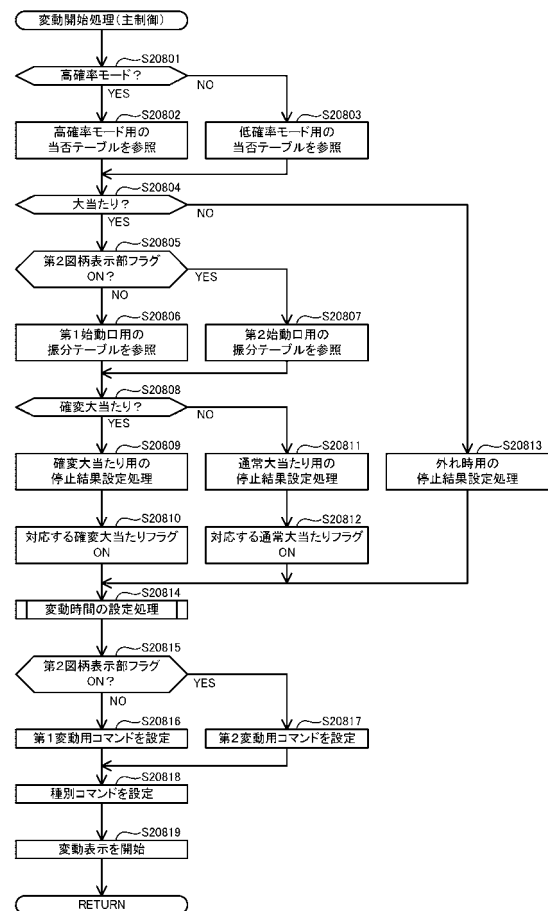 変動開始処理(主制御)
S20801
高確率モード?
YES
NO
S20802
高確率モード用の
当否テーブルを参照
S20803
低確率モード用の
当否テーブルを参照
S20804
大当たり?
YES
NO
S20805
第2図柄表示部フラグ
ON?
NO
YES
S20806
第1始動口用の
振分テーブルを参照
S20807
第2始動口用の
振分テーブルを参照
S20808
確変大当たり?
YES
NO
S20809
確変大当たり用の
停止結果設定処理
S20811
通常大当たり用の
停止結果設定処理
S20813
外れ時用の
停止結果設定処理
S20810
対応する確変大当たりフラグ
ON
S20812
対応する通常大当たりフラグ
ON
S20814
変動時間の設定処理
S20815
第2図柄表示部フラグ
ON?
NO
YES
S20816
第1変動用コマンドを設定
S20817
第2変動用コマンドを設定
S20818
種別コマンドを設定
S20819
変動表示を開始
RETURN